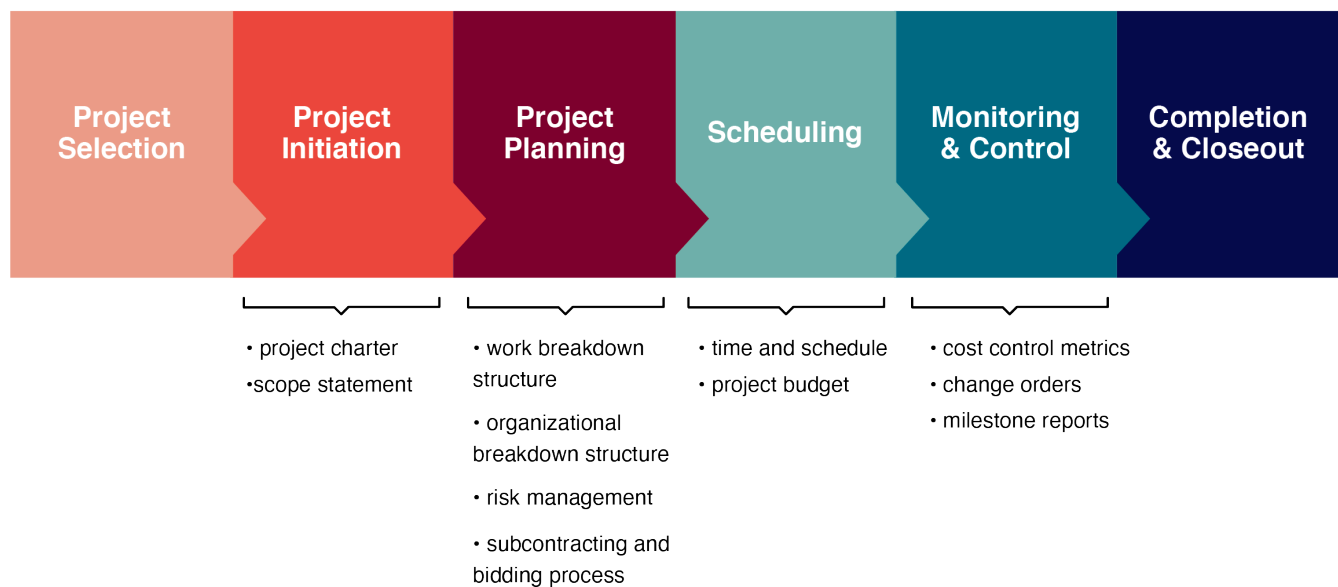 Project
Selection
Project
Initiation
Project
Planning
Scheduling
Monitoring
& Control
Completion
& Closeout
• project charter
•scope statement
• work breakdown
structure
• organizational
breakdown structure
• risk management
• subcontracting and
bidding process
• time and schedule
• project budget
• cost control metrics
• change orders
• milestone reports